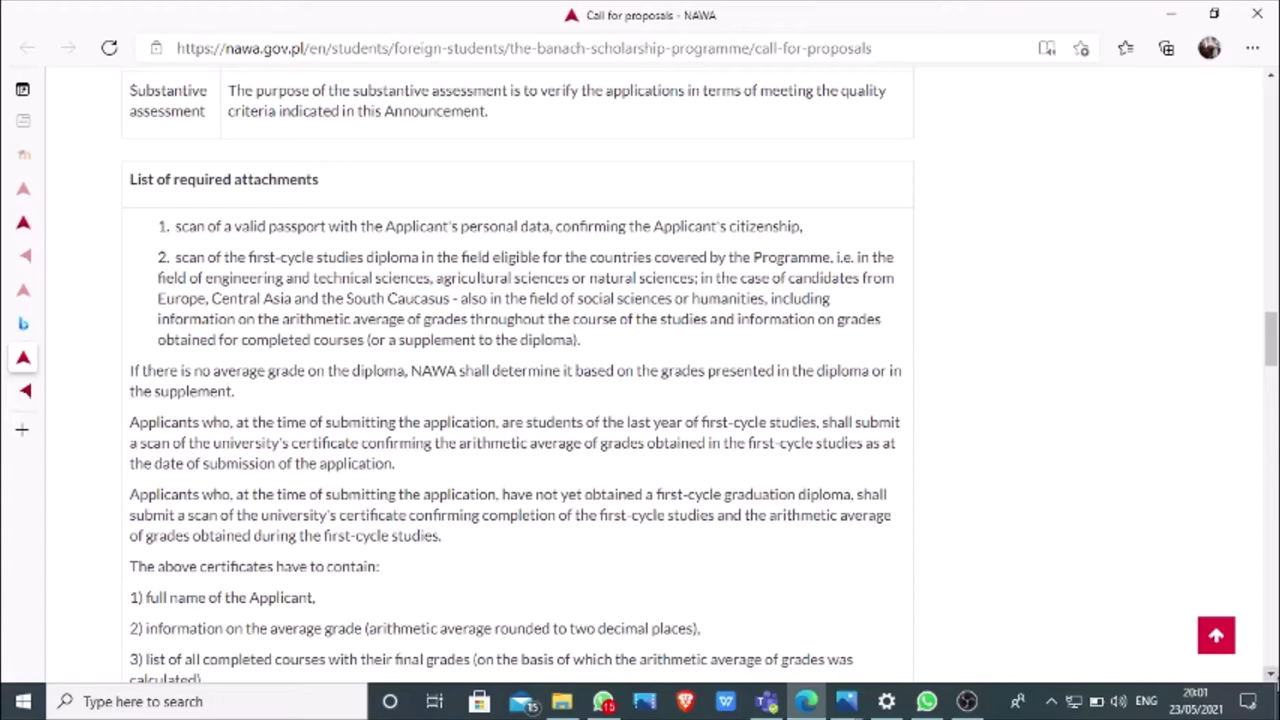 Call for proposals - NAWA
https://nawa.gov.pl/en/students/foreign-students/the-banach-scholarship-programme/call-for-proposals
Substantive assessment
The purpose of the substantive assessment is to verify the applications in terms of meeting the quality
criteria indicated in this Announcement.
List of required attachments
1. scan of a valid passport with the Applicant's personal data, confirming the Applicant's citizenship,
2. scan of the first-cycle studies diploma in the field eligible for the countries covered by the Programme, i.e. in the
field of engineering and technical sciences, agricultural sciences or natural sciences; in the case of candidates from
Europe, Central Asia and the South Caucasus - also in the field of social sciences or humanities, including
information on the arithmetic average of grades throughout the course of the studies and information on grades
obtained for completed courses (or a supplement to the diploma).
If there is no average grade on the diploma, NAWA shall determine it based on the grades presented in the diploma or in
the supplement.
Applicants who, at the time of submitting the application, are students of the last year of first-cycle studies, shall submit
a scan of the university's certificate confirming the arithmetic average of grades obtained in the first-cycle studies as at
the date of submission of the application.
Applicants who, at the time of submitting the application, have not yet obtained a first-cycle graduation diploma, shall
submit a scan of the university's certificate confirming completion of the first-cycle studies and the arithmetic average
of grades obtained during the first-cycle studies.
The above certificates have to contain:
1) full name of the Applicant,
2) information on the average grade (arithmetic average rounded to two decimal places),
3) list of all completed courses with their final grades (on the basis of which the arithmetic average of grades was
calculated)
Type here to search
15
15
ENG
20:01
23/05/2021